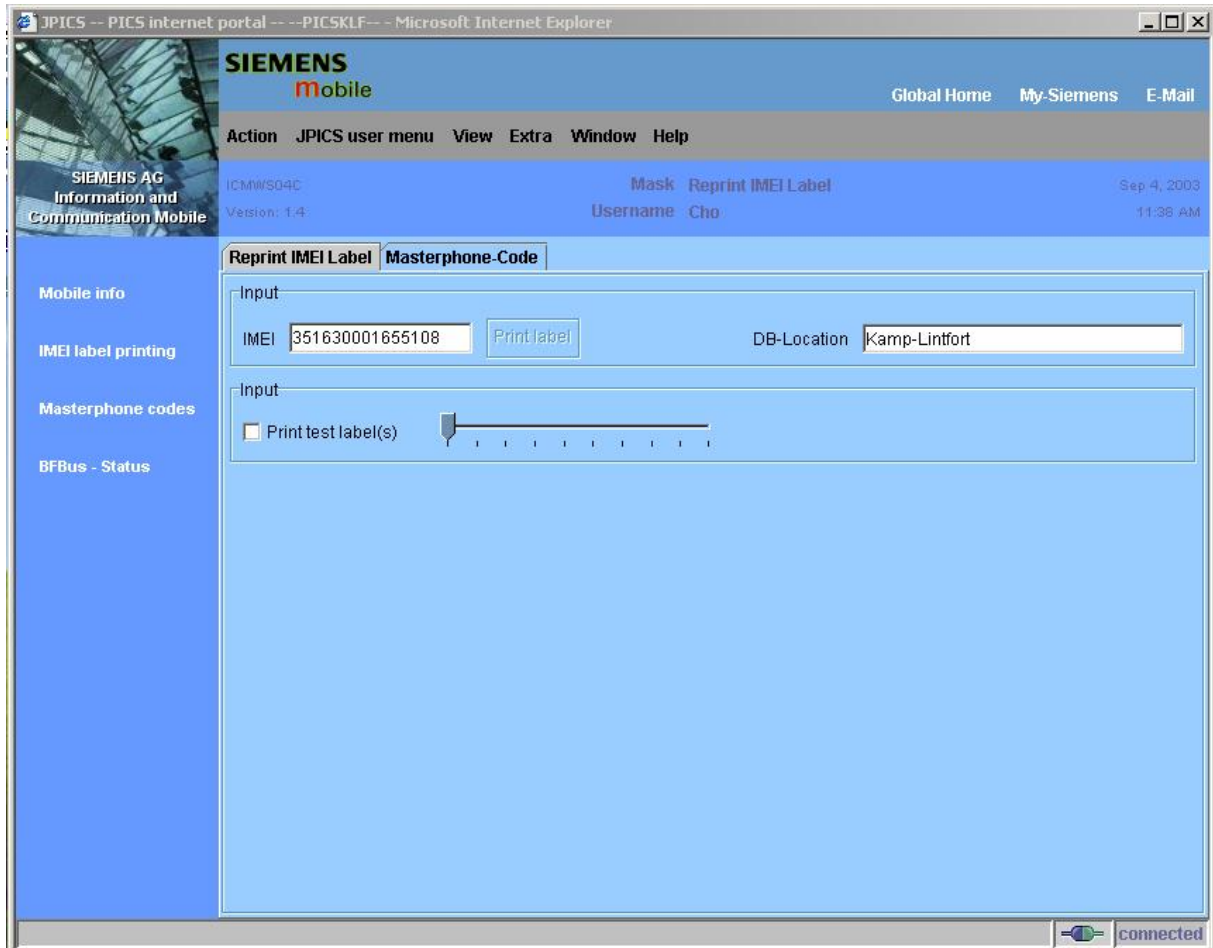 JPICS -- PICS internet portal -- --PICSKLF-- - Microsoft Internet Explorer
SIEMENS
mobile
Global Home My-Siemens E-Mail
Action JPICS user menu View Extra Window Help
SIEMENS AG
Information and
Communication Mobile
ICMWS04C Mask Reprint IMEI Label Sep 4, 2003
Version: 1.4 Username Cho 11:38 AM
Reprint IMEI Label Masterphone-Code
Mobile info
IMEI label printing
Masterphone codes
BFBus - Status
Input
IMEI 351630001655108 Print label DB-Location Kamp-Lintfort
Input
Print test label(s)
connected